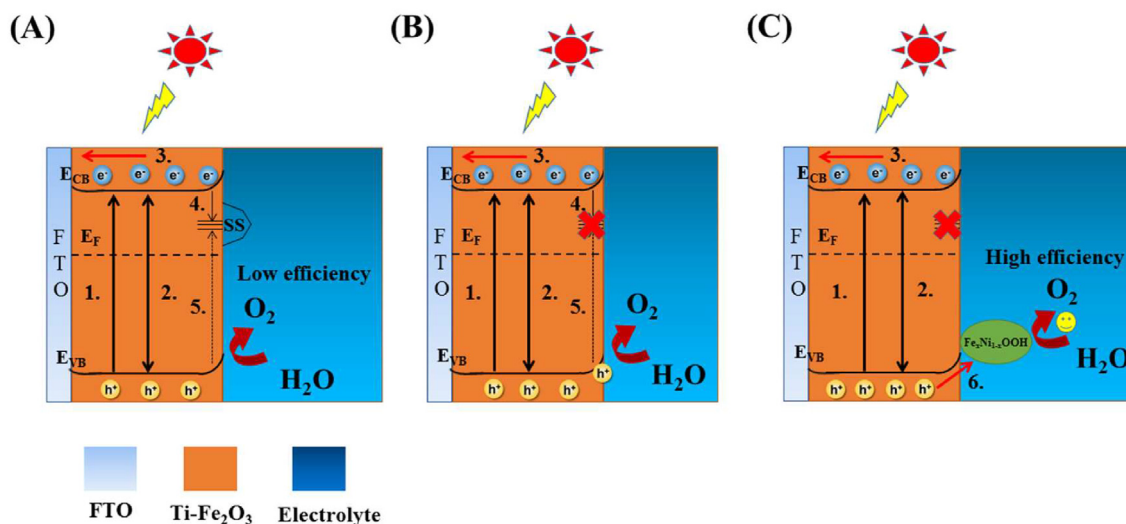 (A)
3.
E_CB e⁻ e⁻ e⁻ e⁻
4.
SS
E_F
F
T
O
Low efficiency
1. 2. 5.
O₂
E_VB
H₂O
h⁺ h⁺ h⁺
(B)
3.
E_CB e⁻ e⁻ e⁻ e⁻
4.
E_F
F
T
O
1. 2. 5.
O₂
E_VB
h⁺
H₂O
h⁺ h⁺ h⁺
(C)
3.
E_CB e⁻ e⁻ e⁻ e⁻
E_F
F
T
O
High efficiency
1. 2.
O₂
FeₓNi₁₋ₓOOH
E_VB
H₂O
h⁺ h⁺ h⁺ h⁺
6.
FTO Ti-Fe₂O₃ Electrolyte